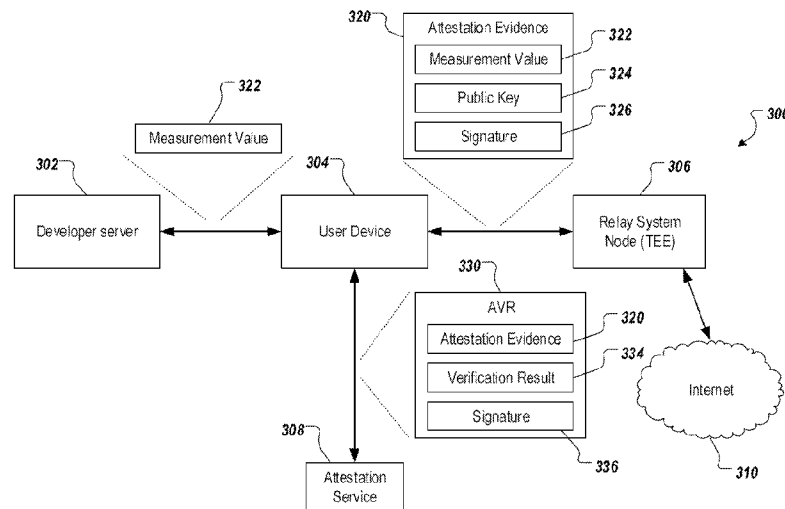 320
Attestation Evidence
Measurement Value
322
Public Key
324
Signature
326
300
322
Measurement Value
302
Developer server
304
User Device
306
Relay System
Node (TEE)
330
AVR
Attestation Evidence
320
Verification Result
334
Signature
336
Internet
310
308
Attestation
Service